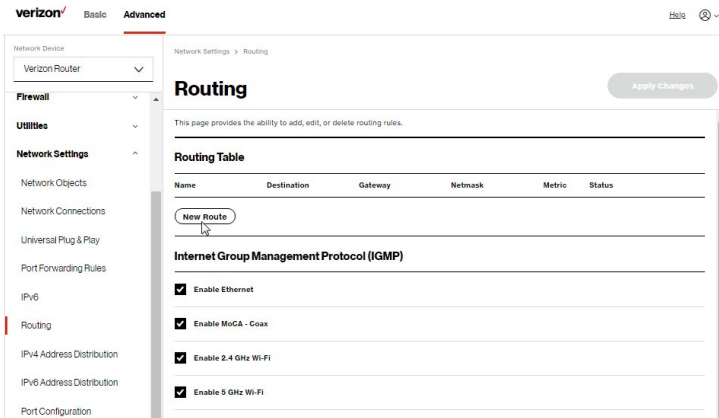 verizon✓ Basic Advanced Help
Network Device
Verizon Router
Firewall
Utilities
Network Settings
Network Objects
Network Connections
Universal Plug & Play
Port Forwarding Rules
IPv6
Routing
IPv4 Address Distribution
IPv6 Address Distribution
Port Configuration
Network Settings > Routing
Routing Apply Changes
This page provides the ability to add, edit, or delete routing rules.
Routing Table
Name Destination Gateway Netmask Metric Status
New Route
Internet Group Management Protocol (IGMP)
Enable Ethernet
Enable MoCA - Coax
Enable 2.4 GHz Wi-Fi
Enable 5 GHz Wi-Fi